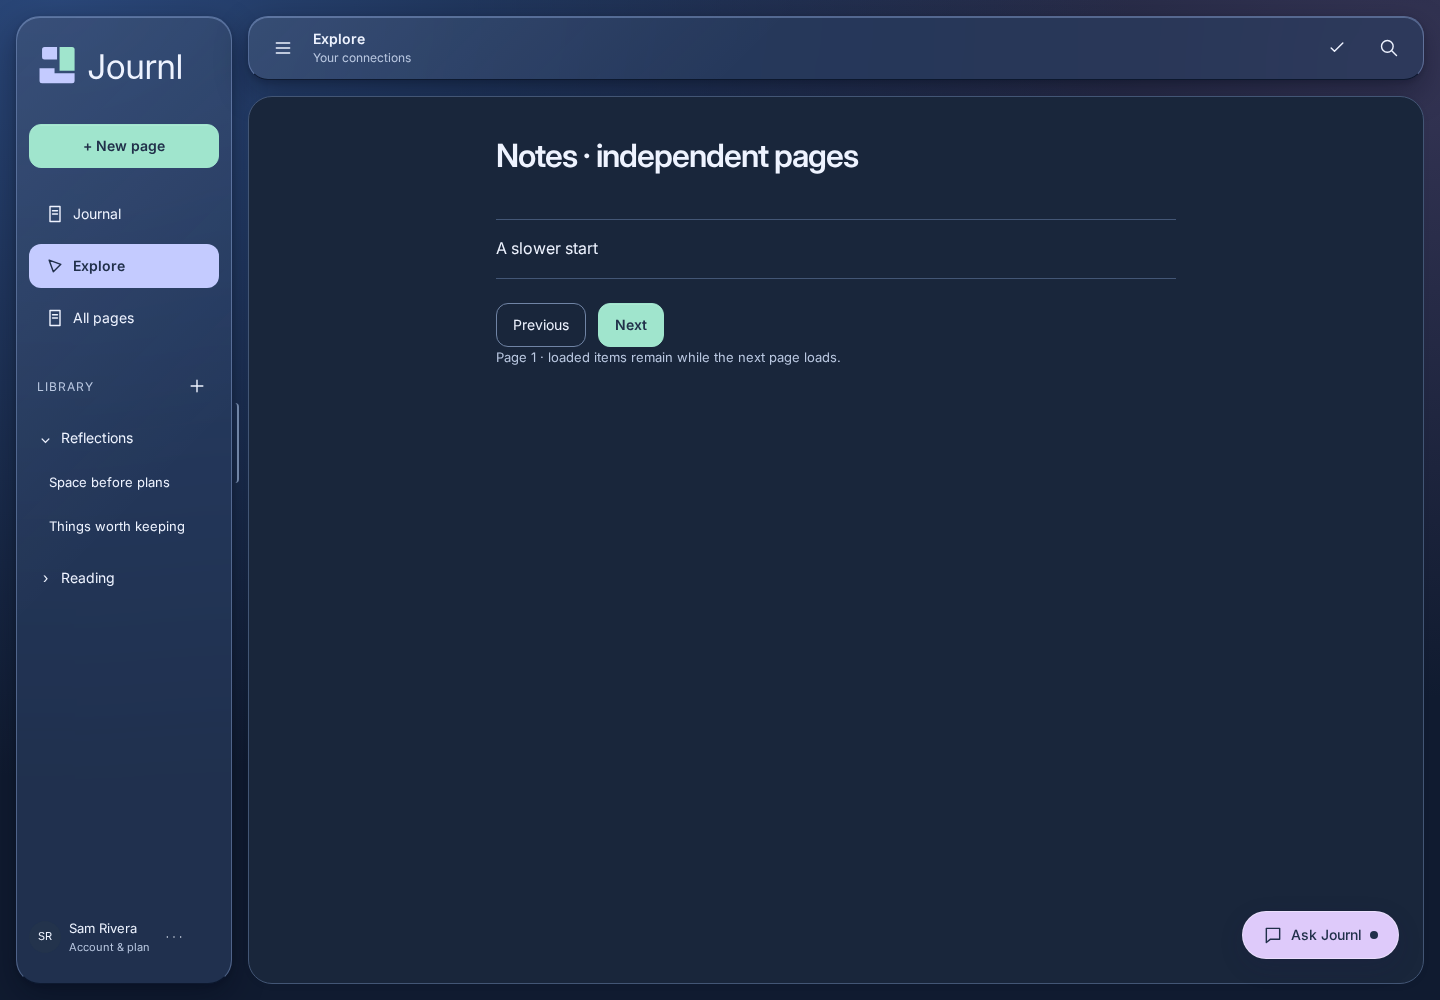 Journl
+ New page
Journal
Explore
All pages
LIBRARY
Reflections
Space before plans
Things worth keeping
Reading
SR
Sam Rivera
Account & plan
...
Explore
Your connections
Notes · independent pages
A slower start
Previous
Next
Page 1 · loaded items remain while the next page loads.
Ask Journl